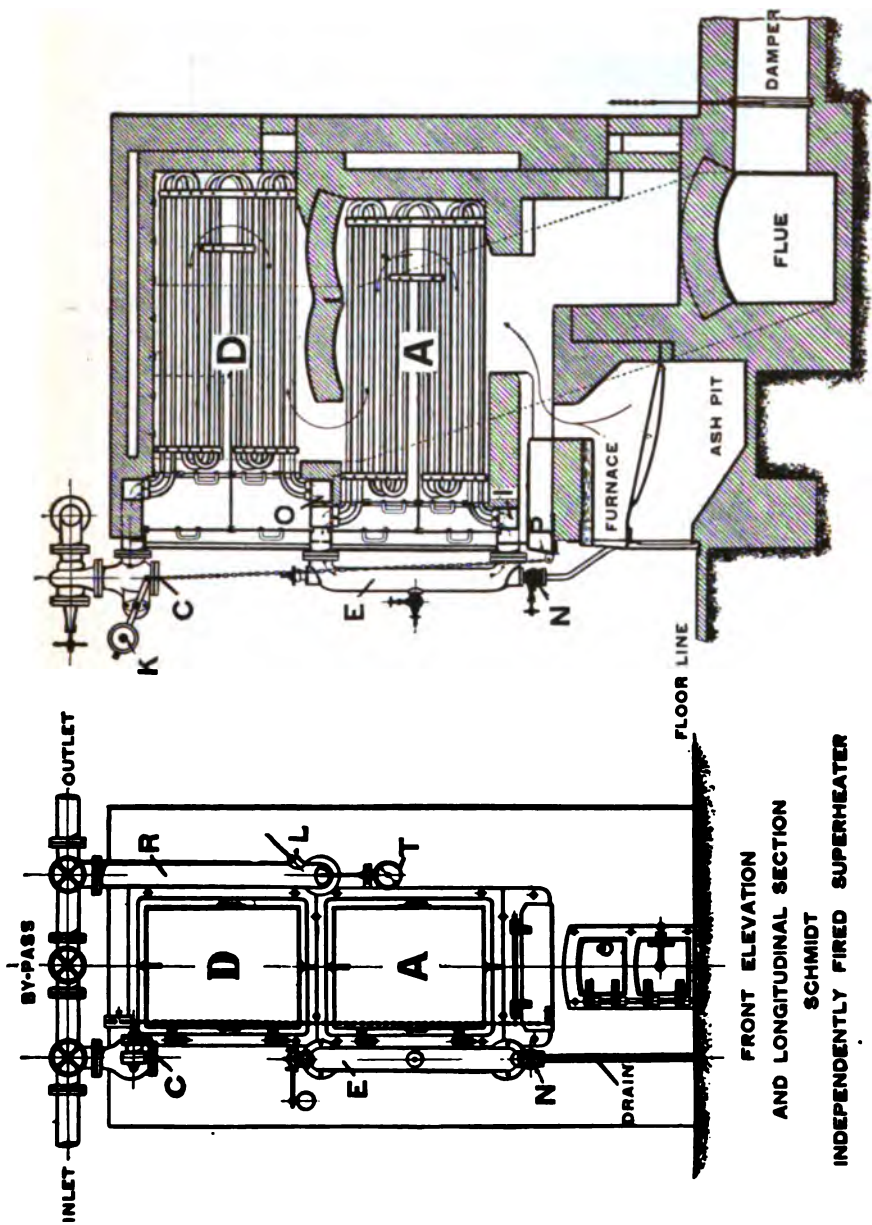 INLET
BY-PASS
OUTLET
C
D
R
L
T
A
E
N
DRAIN
K
C
D
O
E
A
I
N
FURNACE
ASH PIT
FLUE
DAMPER
FLOOR LINE
FRONT ELEVATION
AND LONGITUDINAL SECTION
SCHMIDT
INDEPENDENTLY FIRED SUPERHEATER